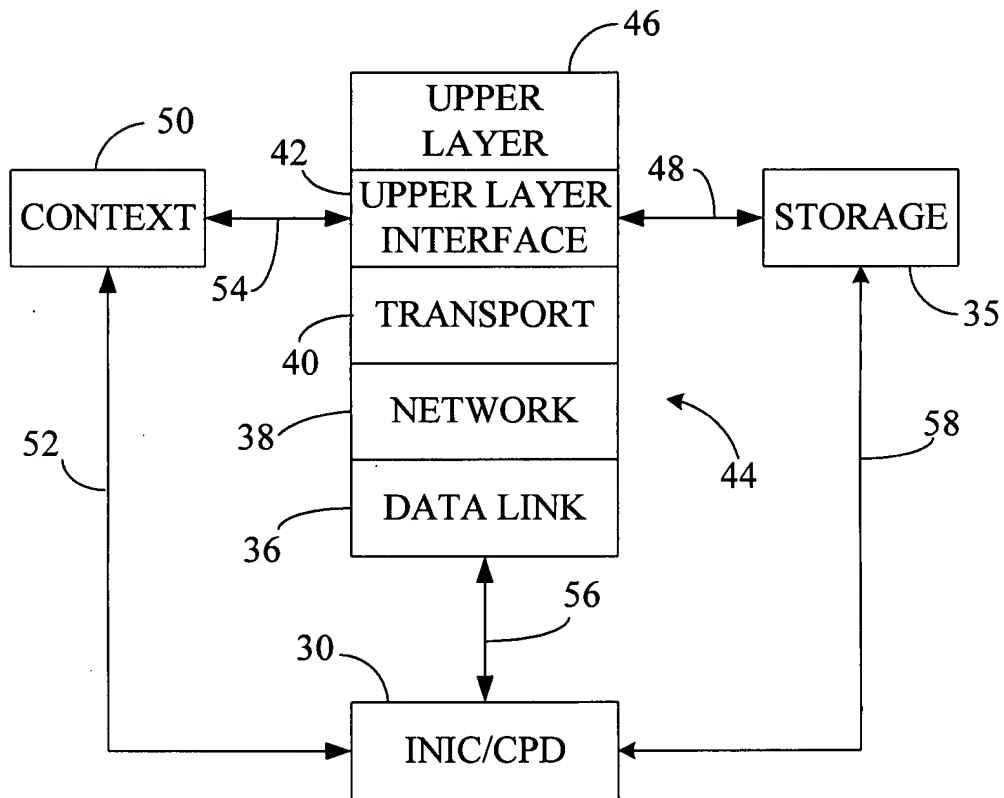 46
UPPER
LAYER
50
42
48
CONTEXT
UPPER LAYER
INTERFACE
STORAGE
54
35
TRANSPORT
40
NETWORK
38
58
52
44
DATA LINK
36
56
30
INIC/CPD